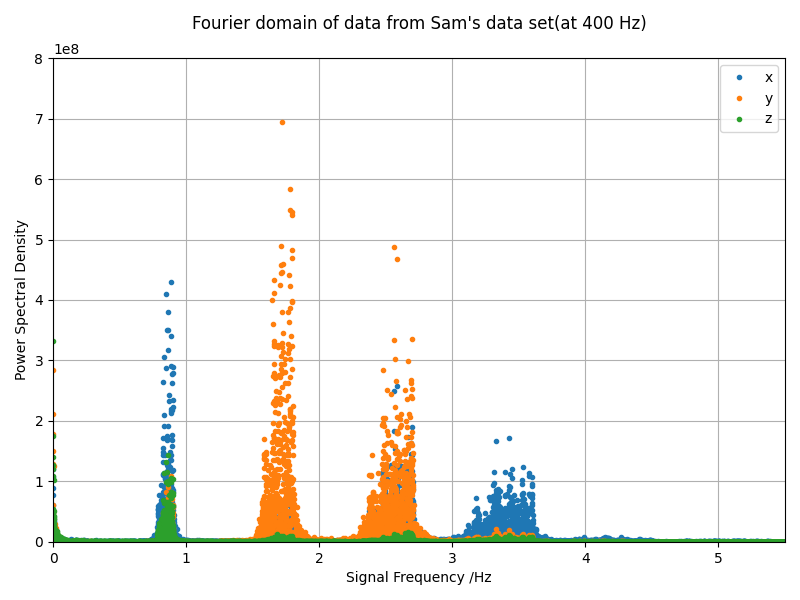 Fourier domain of data from Sam's data set(at 400 Hz)
1e8
x
y
z
8
7
6
5
4
3
2
1
0
Power Spectral Density
0 1 2 3 4 5
Signal Frequency /Hz